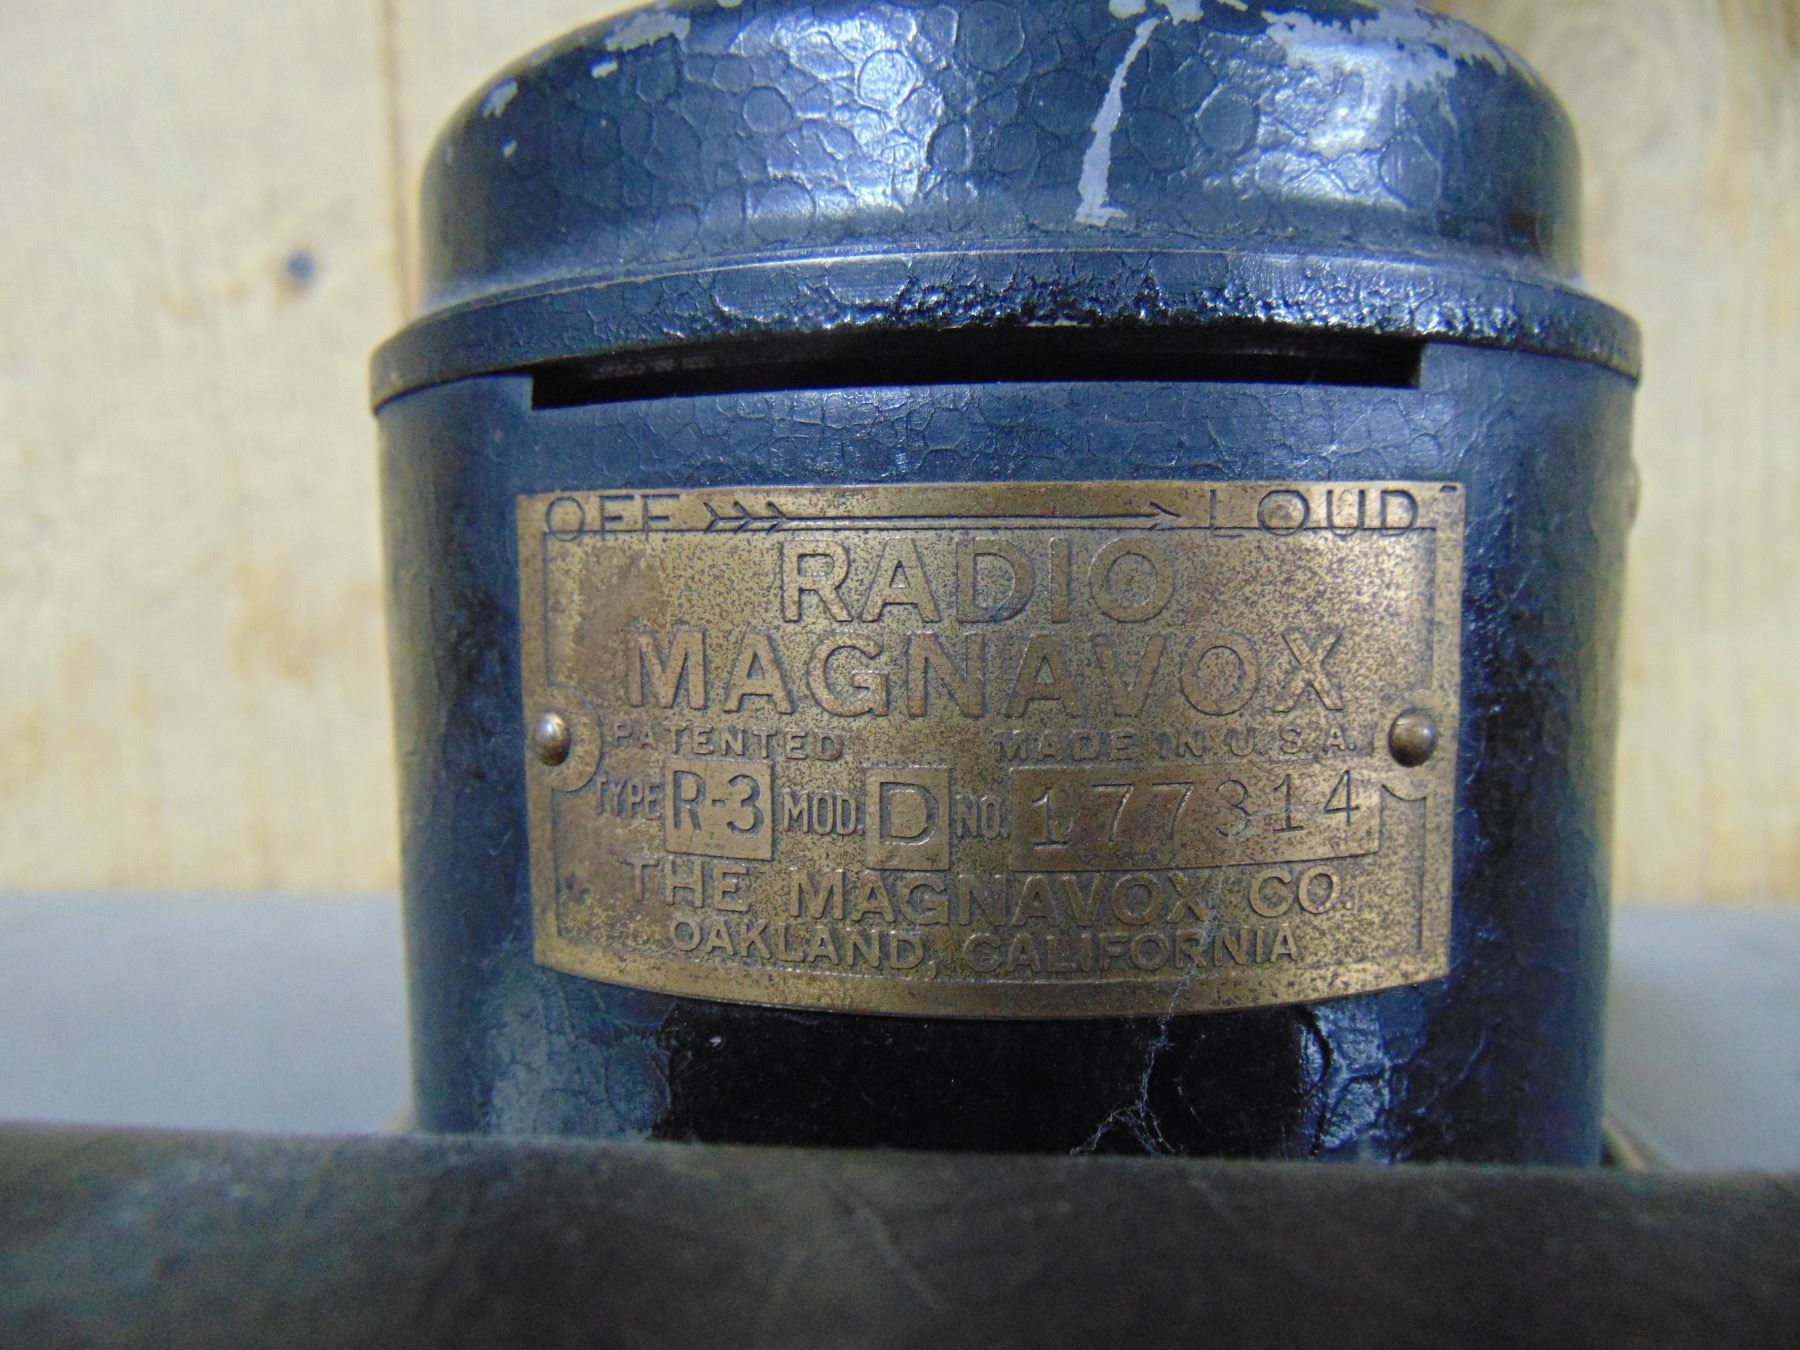 OFF LOUD
RADIO
MAGNAVOX
PATENTED MADE IN U.S.A.
TYPE R-3 MOD. D NO. 177314
THE MAGNAVOX CO.
OAKLAND, CALIFORNIA